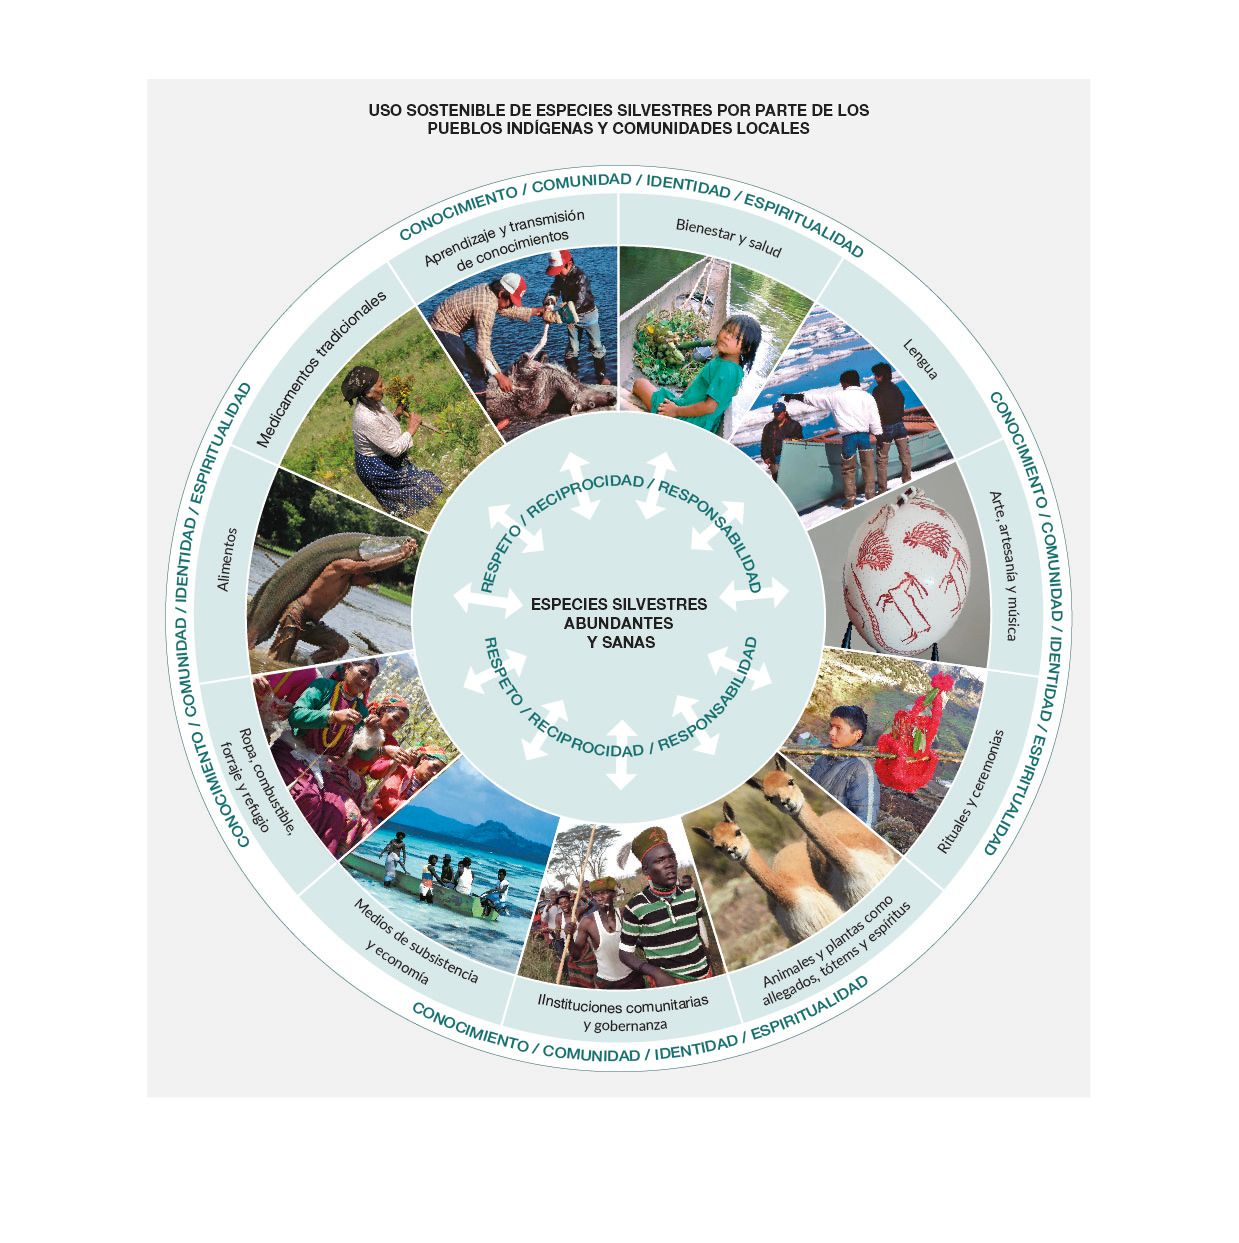 USO SOSTENIBLE DE ESPECIES SILVESTRES POR PARTE DE LOS
PUEBLOS INDÍGENAS Y COMUNIDADES LOCALES
CONOCIMIENTO / COMUNIDAD / IDENTIDAD / ESPIRITUALIDAD
CONOCIMIENTO / COMUNIDAD / IDENTIDAD / ESPIRITUALIDAD
CONOCIMIENTO / COMUNIDAD / IDENTIDAD / ESPIRITUALIDAD
CONOCIMIENTO / COMUNIDAD / IDENTIDAD / ESPIRITUALIDAD
Bienestar y salud
Lengua
Arte, artesanía y música
Rituales y ceremonias
Animales y plantas como
allegados, tótems y espíritus
IInstituciones comunitarias
y gobernanza
Medios de subsistencia
y economía
Ropa, combustible,
forraje y refugio
Alimentos
Medicamentos tradicionales
Aprendizaje y transmisión
de conocimientos
RESPETO / RECIPROCIDAD / RESPONSABILIDAD
ESPECIES SILVESTRES
ABUNDANTES
Y SANAS
RESPETO / RECIPROCIDAD / RESPONSABILIDAD